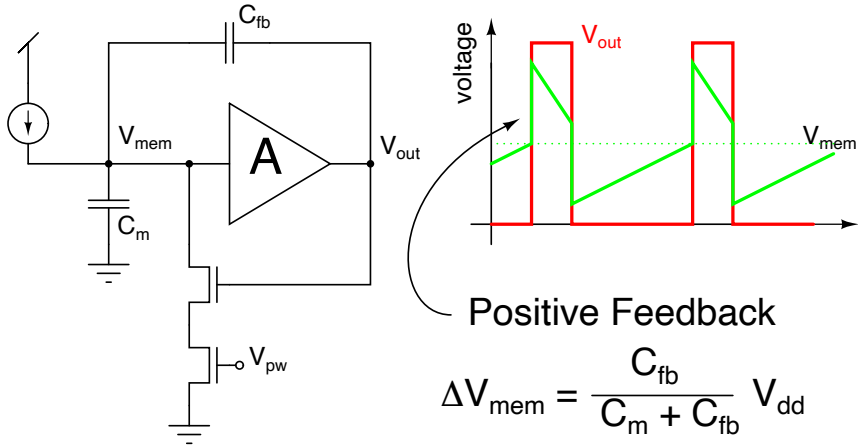 C_fb
V_mem
A
V_out
C_m
V_pw
voltage
V_out
V_mem
Positive Feedback
ΔV_mem = C_fb / (C_m + C_fb) V_dd